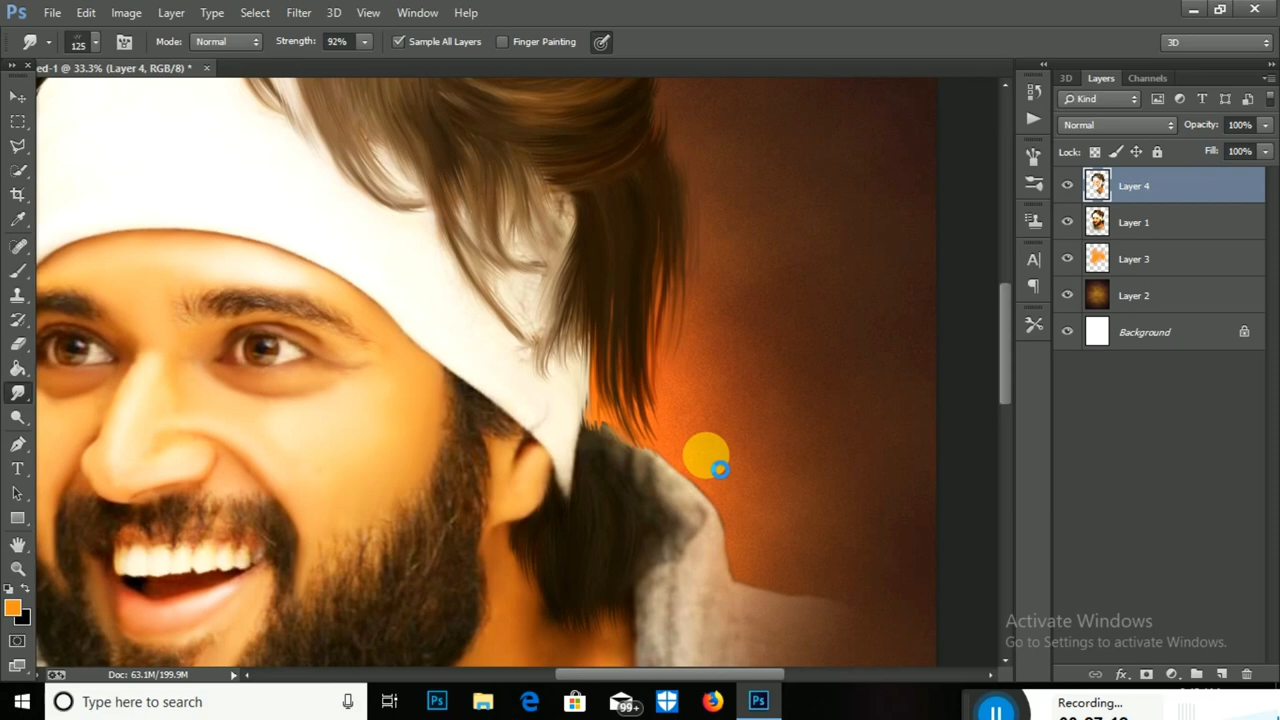 Ps File Edit Image Layer Type Select Filter 3D View Window Help
125 Mode: Normal Strength: 92% Sample All Layers Finger Painting 3D
ed-1 @ 33.3% (Layer 4, RGB/8) * ×
3D Layers Channels
Kind
Normal Opacity: 100%
Lock: Fill: 100%
Layer 4
Layer 1
Layer 3
Layer 2
Background
Activate Windows
Go to Settings to activate Windows.
Doc: 63.1M/199.9M
Type here to search
Ps
99+
Ps
Recording...